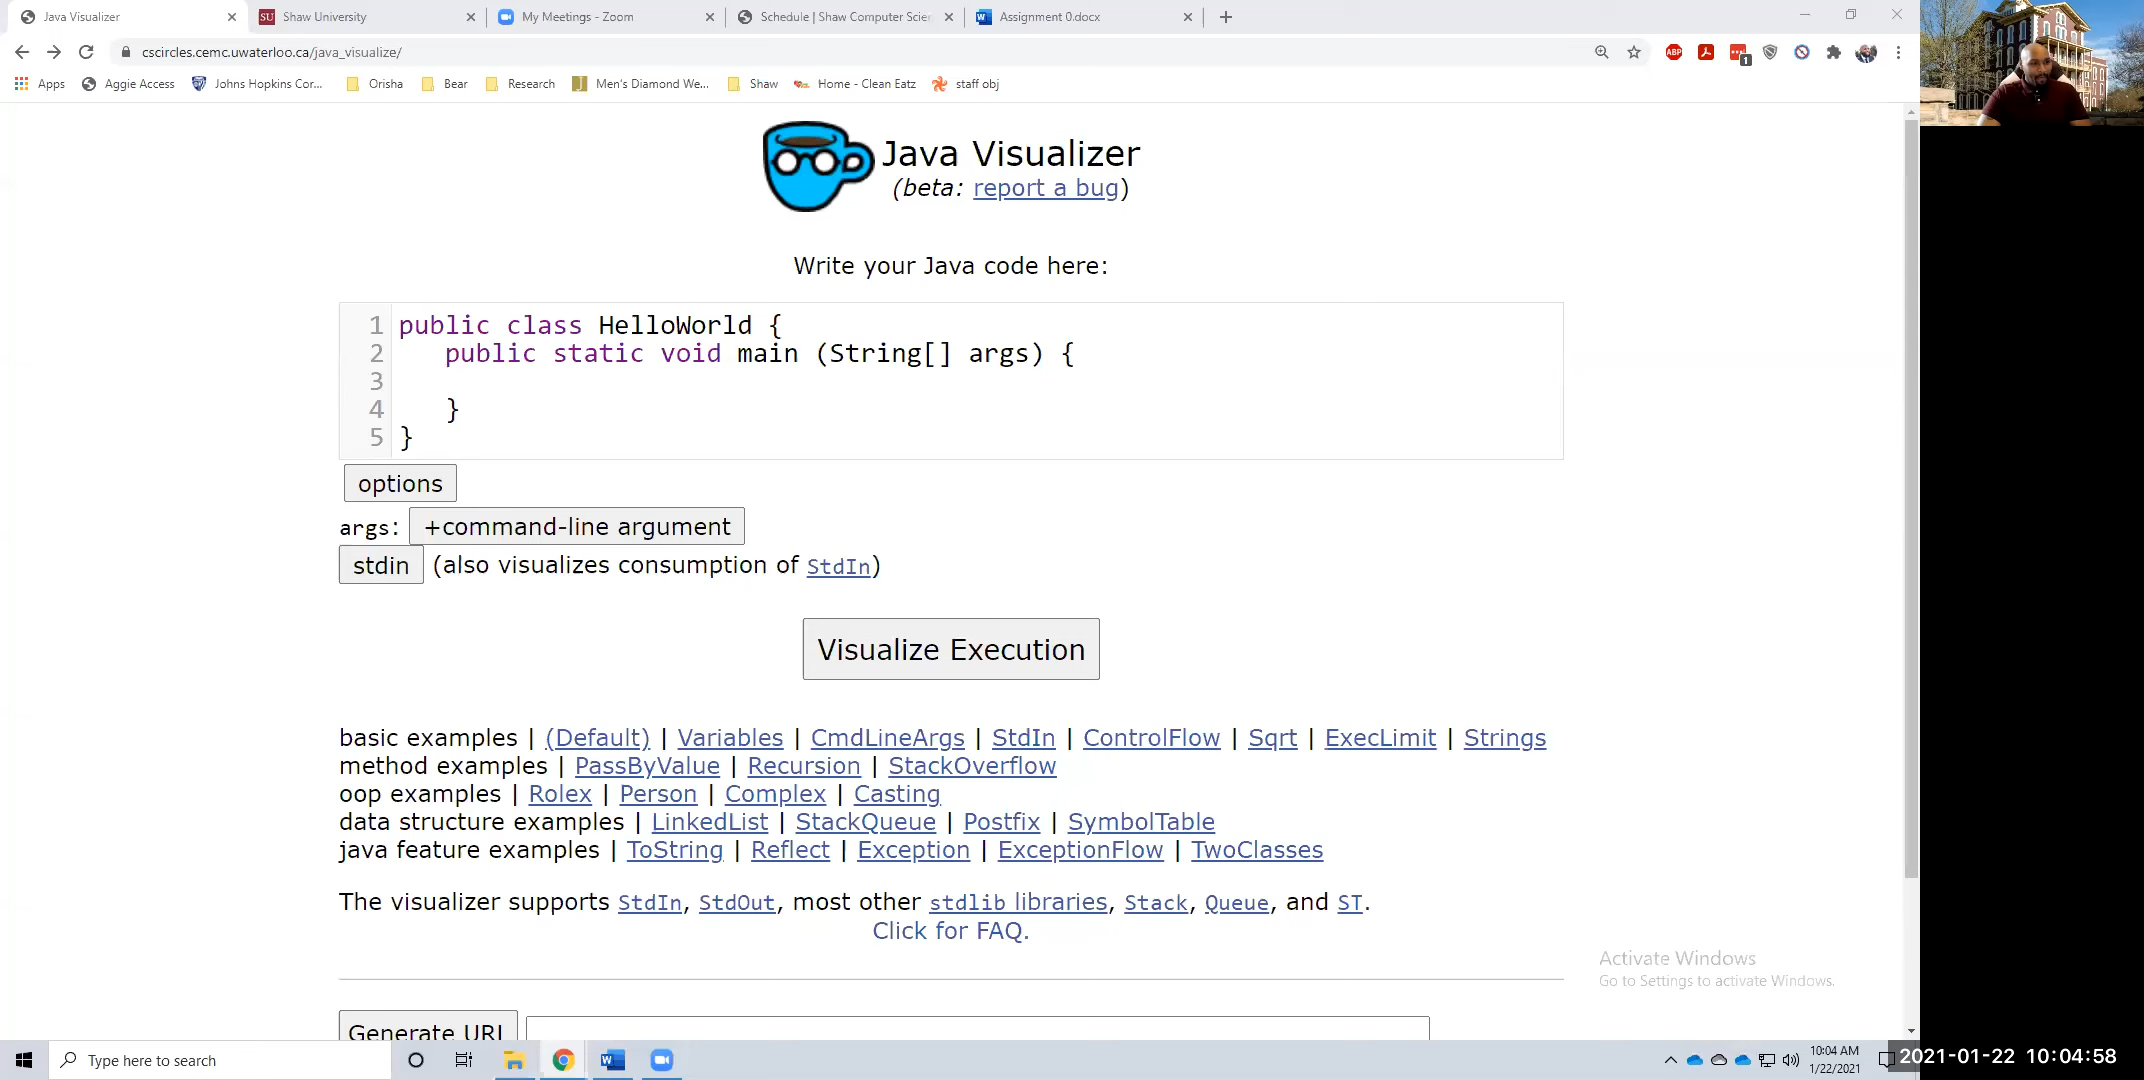 Java Visualizer
Shaw University
My Meetings - Zoom
Schedule | Shaw Computer Scien
Assignment 0.docx
cscircles.cemc.uwaterloo.ca/java_visualize/
ABP
1
Apps
Aggie Access
Johns Hopkins Cor...
Orisha
Bear
Research
Men's Diamond We...
Shaw
Home - Clean Eatz
staff obj
Java Visualizer
(beta: report a bug)
Write your Java code here:
1 public class HelloWorld {
2 public static void main (String[] args) {
3
4 }
5 }
options
args: +command-line argument
stdin (also visualizes consumption of StdIn)
Visualize Execution
basic examples | (Default) | Variables | CmdLineArgs | StdIn | ControlFlow | Sqrt | ExecLimit | Strings
method examples | PassByValue | Recursion | StackOverflow
oop examples | Rolex | Person | Complex | Casting
data structure examples | LinkedList | StackQueue | Postfix | SymbolTable
java feature examples | ToString | Reflect | Exception | ExceptionFlow | TwoClasses
The visualizer supports StdIn, StdOut, most other stdlib libraries, Stack, Queue, and ST.
Click for FAQ.
Activate Windows
Go to Settings to activate Windows.
Generate URL
Type here to search
10:04 AM
1/22/2021
2021-01-22 10:04:58